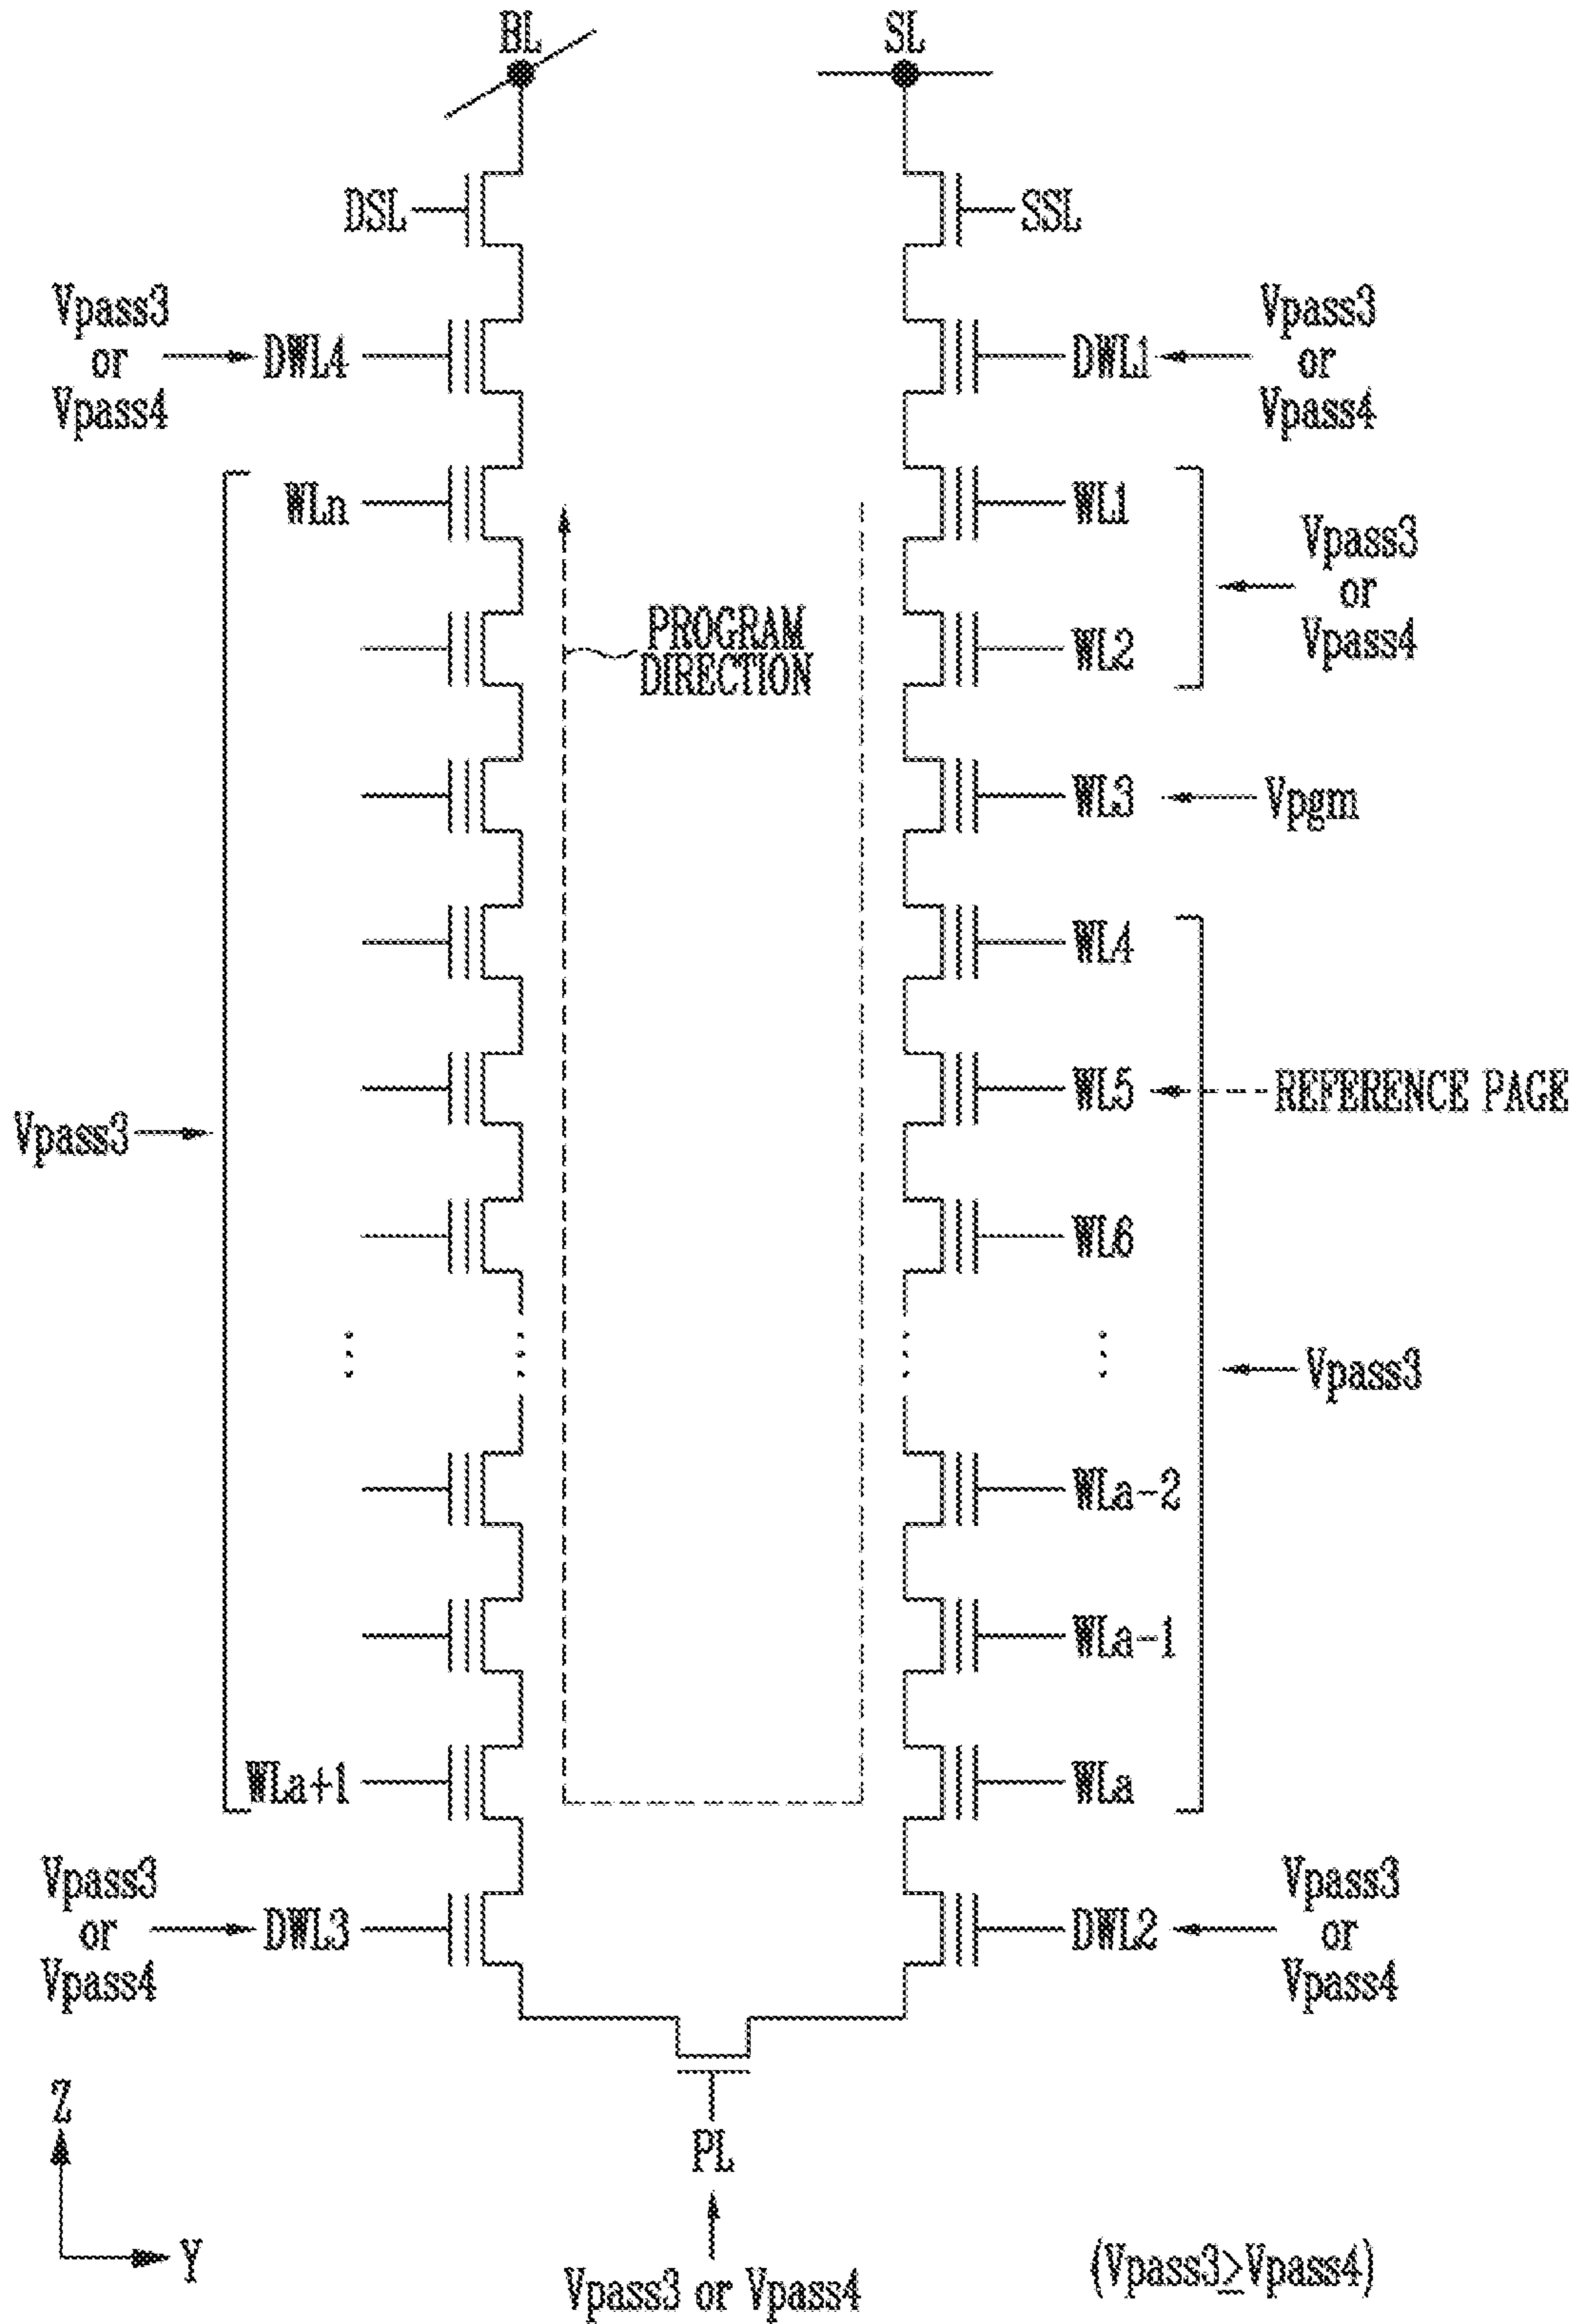 BL
SL
DSL
SSL
Vpass3
or
Vpass4
DWL4
DWL1
Vpass3
or
Vpass4
WLn
WL1
Vpass3
or
Vpass4
PROGRAM
DIRECTION
WL2
WL3
Vpgm
WL4
WL5
REFERENCE PAGE
Vpass3
WL6
Vpass3
WLa-2
WLa-1
WLa+1
WLa
Vpass3
or
Vpass4
DWL3
DWL2
Vpass3
or
Vpass4
Z
Y
PL
Vpass3 or Vpass4
(Vpass3≥Vpass4)